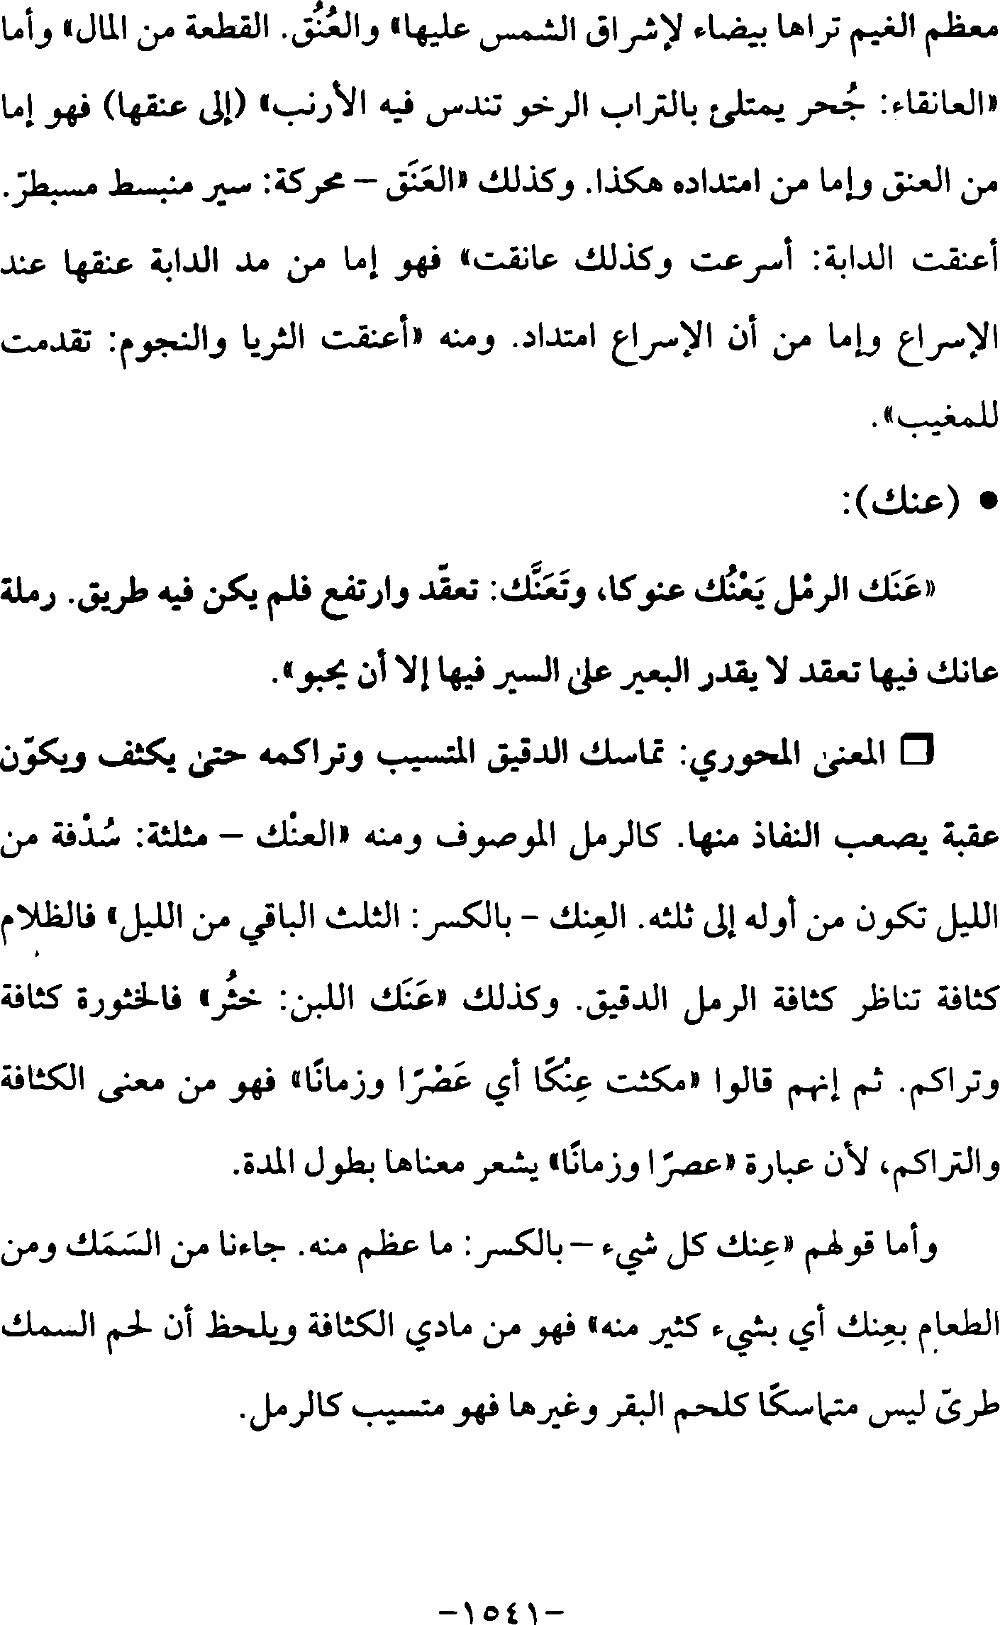 معظم الغيم تراها بيضاء لإشراق الشمس عليها» والعُنُق. القطعة من المال» وأما
«العانقاء: جُحر يمتلئ بالتراب الرخو تندس فيه الأرنب» (إلى عنقها) فهو إما
من العنق وإما من امتداده هكذا. وكذلك «العَنَق – محركة: سير منبسط مسبطرّ.
أعنقت الدابة: أسرعت وكذلك عانقت» فهو إما من مد الدابة عنقها عند
الإسراع وإما من أن الإسراع امتداد. ومنه «أعنقت الثريا والنجوم: تقدمت
للمغيب».
• (عنك):
«عَنَك الرمْل يَعْنُك عنوكا، وتَعَنَّك: تعقّد وارتفع فلم يكن فيه طريق. رملة
عانك فيها تعقد لا يقدر البعير على السير فيها إلا أن يحبو».
□ المعنى المحوري: تماسك الدقيق المتسيب وتراكمه حتى يكثف ويكوّن
عقبة يصعب النفاذ منها. كالرمل الموصوف ومنه «العنْك – مثلثة: سُدْفة من
الليل تكون من أوله إلى ثلثه. العِنك – بالكسر: الثلث الباقي من الليل» فالظلام
كثافة تناظر كثافة الرمل الدقيق. وكذلك «عَنَك اللبن: خثُر» فالخثورة كثافة
وتراكم. ثم إنهم قالوا «مكثت عِنْكًا أي عَصْرًا وزمانًا» فهو من معنى الكثافة
والتراكم، لأن عبارة «عصرًا وزمانًا» يشعر معناها بطول المدة.
وأما قولهم «عِنك كل شيء – بالكسر: ما عظم منه. جاءنا من السَمَك ومن
الطعام بعِنك أي بشيء كثير منه» فهو من مادي الكثافة ويلحظ أن لحم السمك
طريّ ليس متماسكًا كلحم البقر وغيرها فهو متسيب كالرمل.
–١٥٤١–